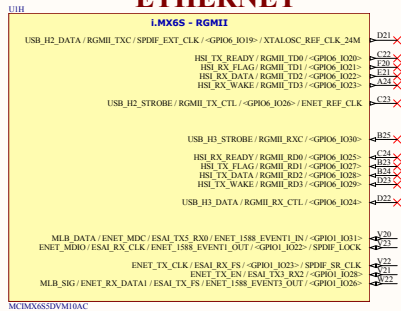 ETHERNET
U1H
i.MX6S - RGMII
USB_H2_DATA / RGMII_TXC / SPDIF_EXT_CLK / <GPIO6_IO19> / XTALOSC_REF_CLK_24M D21
HSI_TX_READY / RGMII_TD0 / <GPIO6_IO20> C22
HSI_RX_FLAG / RGMII_TD1 / <GPIO6_IO21> F20
HSI_RX_DATA / RGMII_TD2 / <GPIO6_IO22> E21
HSI_RX_WAKE / RGMII_TD3 / <GPIO6_IO23> A24
USB_H2_STROBE / RGMII_TX_CTL / <GPIO6_IO26> / ENET_REF_CLK C23
USB_H3_STROBE / RGMII_RXC / <GPIO6_IO30> B25
HSI_RX_READY / RGMII_RD0 / <GPIO6_IO25> C24
HSI_TX_FLAG / RGMII_RD1 / <GPIO6_IO27> B23
HSI_TX_DATA / RGMII_RD2 / <GPIO6_IO28> B24
HSI_TX_WAKE / RGMII_RD3 / <GPIO6_IO29> D23
USB_H3_DATA / RGMII_RX_CTL / <GPIO6_IO24> D22
MLB_DATA / ENET_MDC / ESAI_TX5_RX0 / ENET_1588_EVENT1_IN / <GPIO1_IO31> V20
ENET_MDIO / ESAI_RX_CLK / ENET_1588_EVENT1_OUT / <GPIO1_IO22> / SPDIF_LOCK V23
ENET_TX_CLK / ESAI_RX_FS / <GPIO1_IO23> / SPDIF_SR_CLK V22
ENET_TX_EN / ESAI_TX3_RX2 / <GPIO1_IO28> V21
MLB_SIG / ENET_RX_DATA1 / ESAI_TX_FS / ENET_1588_EVENT3_OUT / <GPIO1_IO26> W22
MCIMX6S5DVM10AC